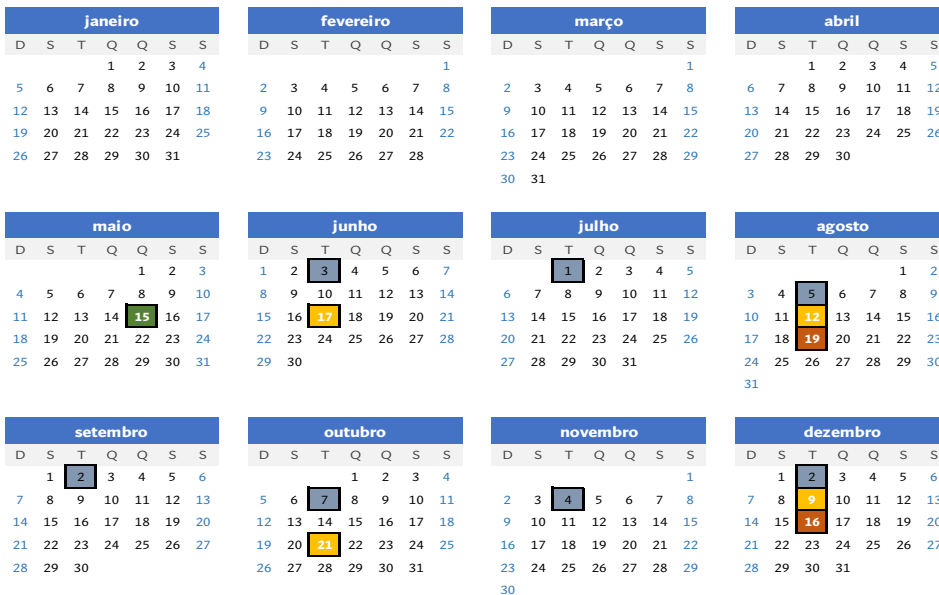 janeiro fevereiro março abril
D S T Q Q S S D S T Q Q S S D S T Q Q S S D S T Q Q S S
1 2 3 4 1 1 1 2 3 4 5
5 6 7 8 9 10 11 2 3 4 5 6 7 8 2 3 4 5 6 7 8 6 7 8 9 10 11 12
12 13 14 15 16 17 18 9 10 11 12 13 14 15 9 10 11 12 13 14 15 13 14 15 16 17 18 19
19 20 21 22 23 24 25 16 17 18 19 20 21 22 16 17 18 19 20 21 22 20 21 22 23 24 25 26
26 27 28 29 30 31 23 24 25 26 27 28 23 24 25 26 27 28 29 27 28 29 30
30 31
maio junho julho agosto
D S T Q Q S S D S T Q Q S S D S T Q Q S S D S T Q Q S S
1 2 3 1 2 3 4 5 6 7 1 2 3 4 5 1 2
4 5 6 7 8 9 10 8 9 10 11 12 13 14 6 7 8 9 10 11 12 3 4 5 6 7 8 9
11 12 13 14 15 16 17 15 16 17 18 19 20 21 13 14 15 16 17 18 19 10 11 12 13 14 15 16
18 19 20 21 22 23 24 22 23 24 25 26 27 28 20 21 22 23 24 25 26 17 18 19 20 21 22 23
25 26 27 28 29 30 31 29 30 27 28 29 30 31 24 25 26 27 28 29 30
31
setembro outubro novembro dezembro
D S T Q Q S S D S T Q Q S S D S T Q Q S S D S T Q Q S S
1 2 3 4 5 6 1 2 3 4 1 1 2 3 4 5 6
7 8 9 10 11 12 13 5 6 7 8 9 10 11 2 3 4 5 6 7 8 7 8 9 10 11 12 13
14 15 16 17 18 19 20 12 13 14 15 16 17 18 9 10 11 12 13 14 15 14 15 16 17 18 19 20
21 22 23 24 25 26 27 19 20 21 22 23 24 25 16 17 18 19 20 21 22 21 22 23 24 25 26 27
28 29 30 26 27 28 29 30 31 23 24 25 26 27 28 29 28 29 30 31
30